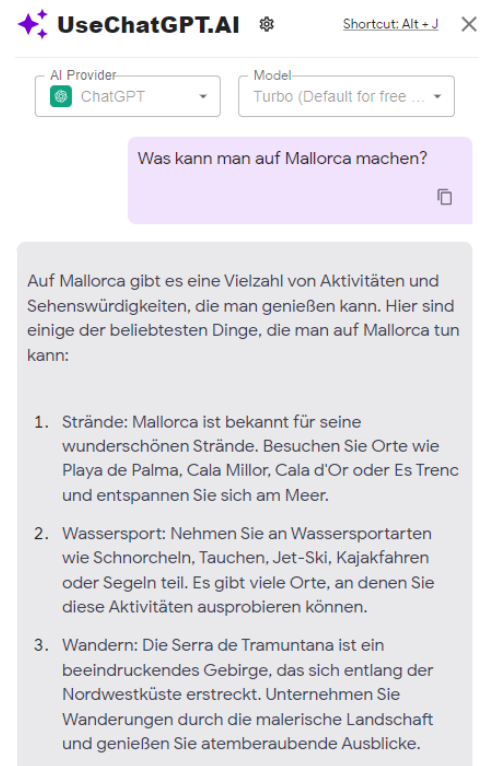 UseChatGPT.AI
Shortcut: Alt + J
AI Provider
ChatGPT
Model
Turbo (Default for free ...
Was kann man auf Mallorca machen?
Auf Mallorca gibt es eine Vielzahl von Aktivitäten und
Sehenswürdigkeiten, die man genießen kann. Hier sind
einige der beliebtesten Dinge, die man auf Mallorca tun
kann:
1. Strände: Mallorca ist bekannt für seine
wunderschönen Strände. Besuchen Sie Orte wie
Playa de Palma, Cala Millor, Cala d'Or oder Es Trenc
und entspannen Sie sich am Meer.
2. Wassersport: Nehmen Sie an Wassersportarten
wie Schnorcheln, Tauchen, Jet-Ski, Kajakfahren
oder Segeln teil. Es gibt viele Orte, an denen Sie
diese Aktivitäten ausprobieren können.
3. Wandern: Die Serra de Tramuntana ist ein
beeindruckendes Gebirge, das sich entlang der
Nordwestküste erstreckt. Unternehmen Sie
Wanderungen durch die malerische Landschaft
und genießen Sie atemberaubende Ausblicke.